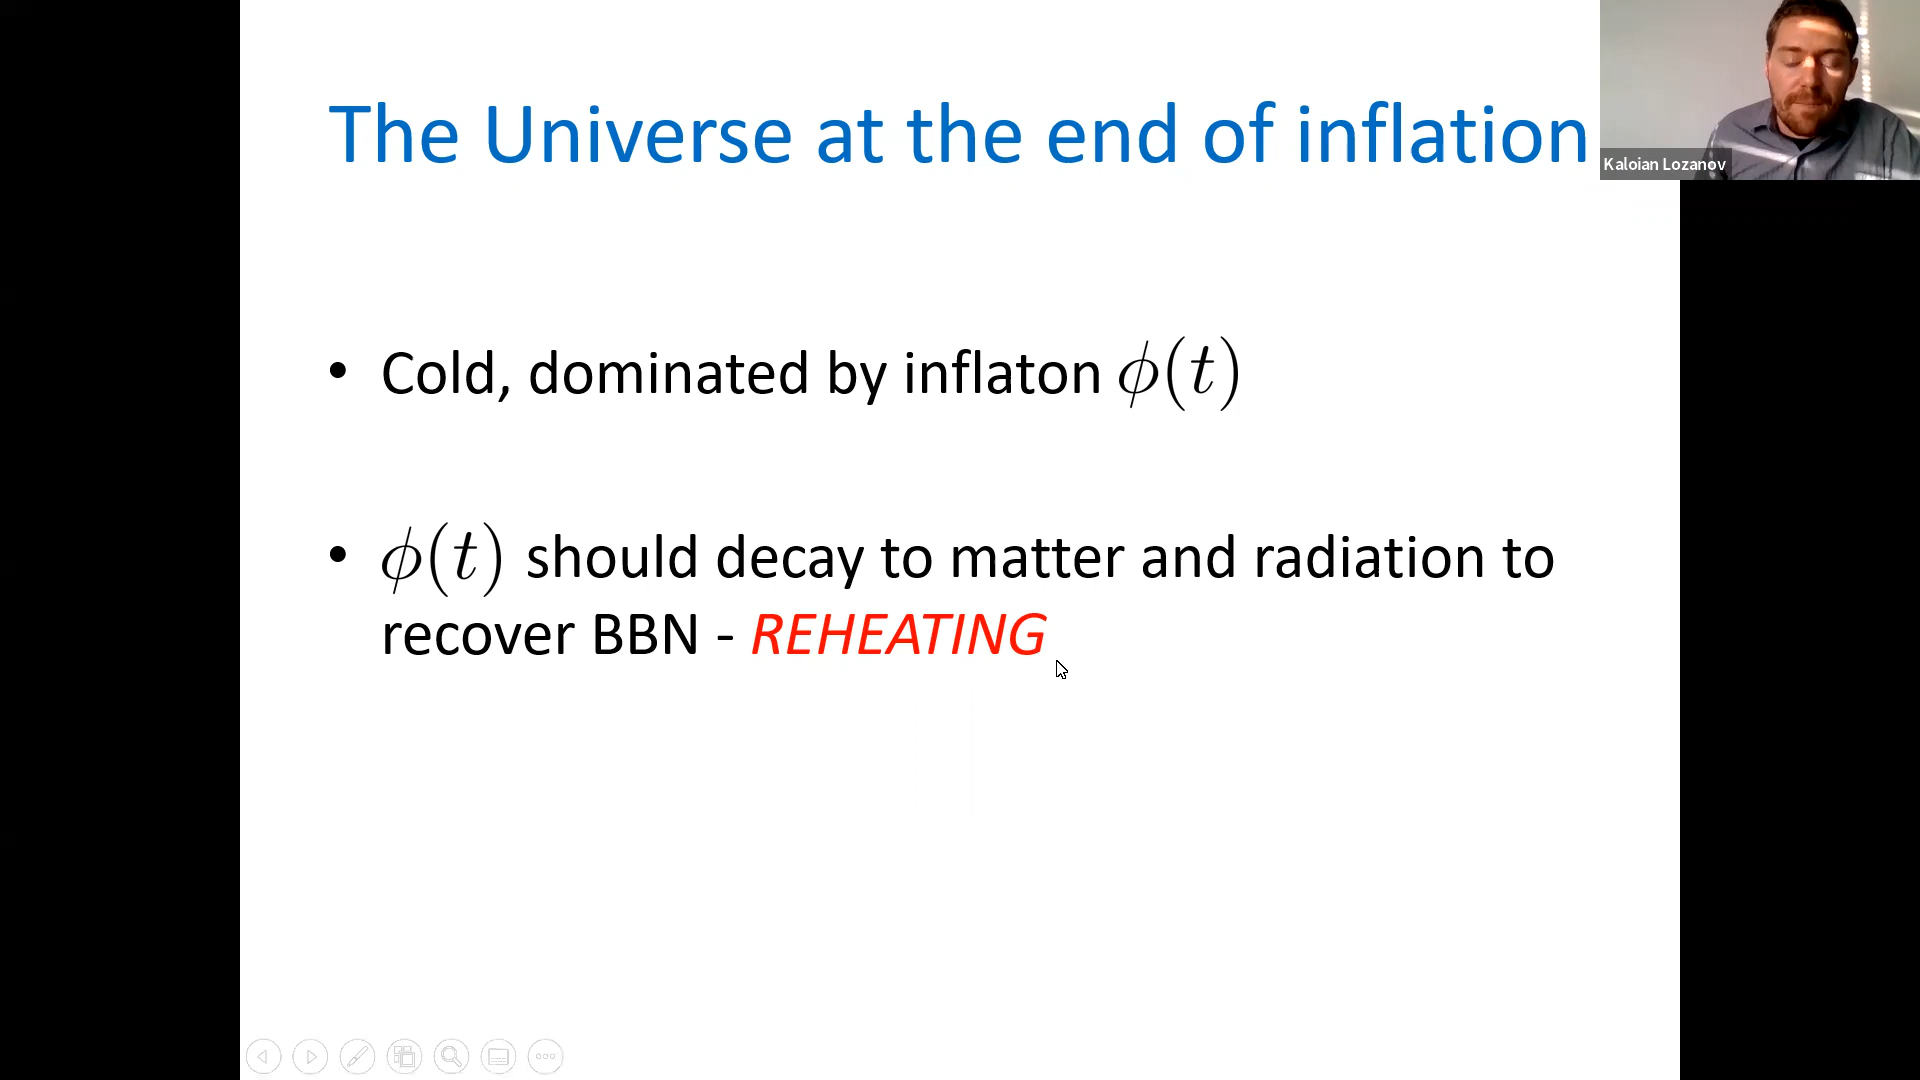 The Universe at the end of inflation
Kaloian Lozanov
• Cold, dominated by inflaton ϕ(t)
• ϕ(t) should decay to matter and radiation to
recover BBN - REHEATING